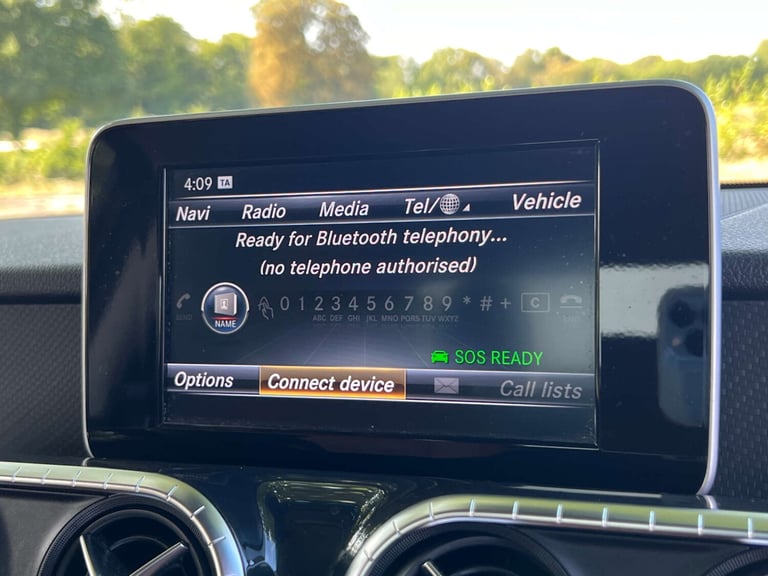 4:09 TA
Navi Radio Media Tel/ Vehicle
Ready for Bluetooth telephony...
(no telephone authorised)
NAME
SEND 0 1 2 3 4 5 6 7 8 9 * # + C END
ABC DEF GHI JKL MNO PQRS TUV WXYZ
SOS READY
Options Connect device Call lists